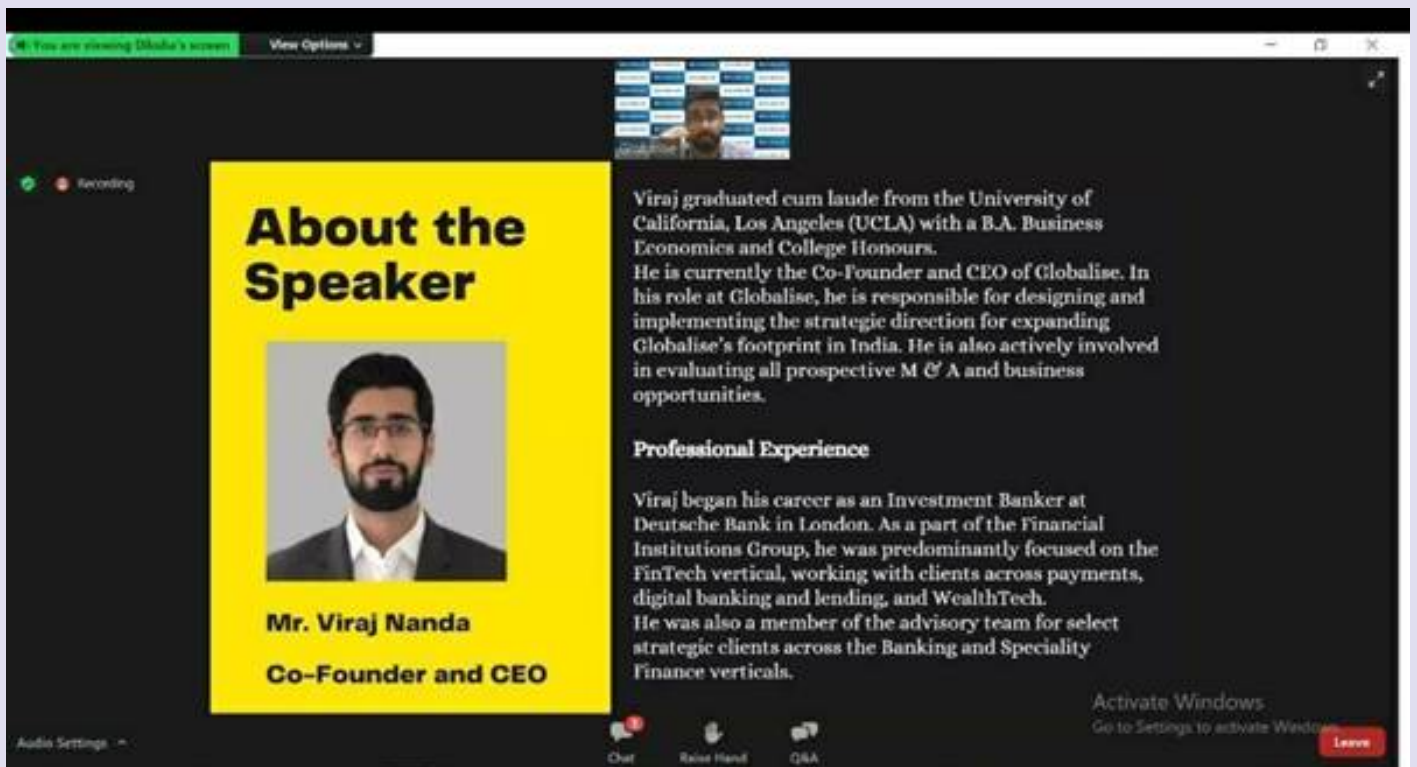 You are viewing Diksha's screen
View Options
Recording
About the
Speaker
Mr. Viraj Nanda
Co-Founder and CEO
Viraj graduated cum laude from the University of
California, Los Angeles (UCLA) with a B.A. Business
Economics and College Honours.
He is currently the Co-Founder and CEO of Globalise. In
his role at Globalise, he is responsible for designing and
implementing the strategic direction for expanding
Globalise's footprint in India. He is also actively involved
in evaluating all prospective M & A and business
opportunities.
Professional Experience
Viraj began his career as an Investment Banker at
Deutsche Bank in London. As a part of the Financial
Institutions Group, he was predominantly focused on the
FinTech vertical, working with clients across payments,
digital banking and lending, and WealthTech.
He was also a member of the advisory team for select
strategic clients across the Banking and Speciality
Finance verticals.
Activate Windows
Go to Settings to activate Windows.
Audio Settings
Chat
Raise Hand
Q&A
Leave